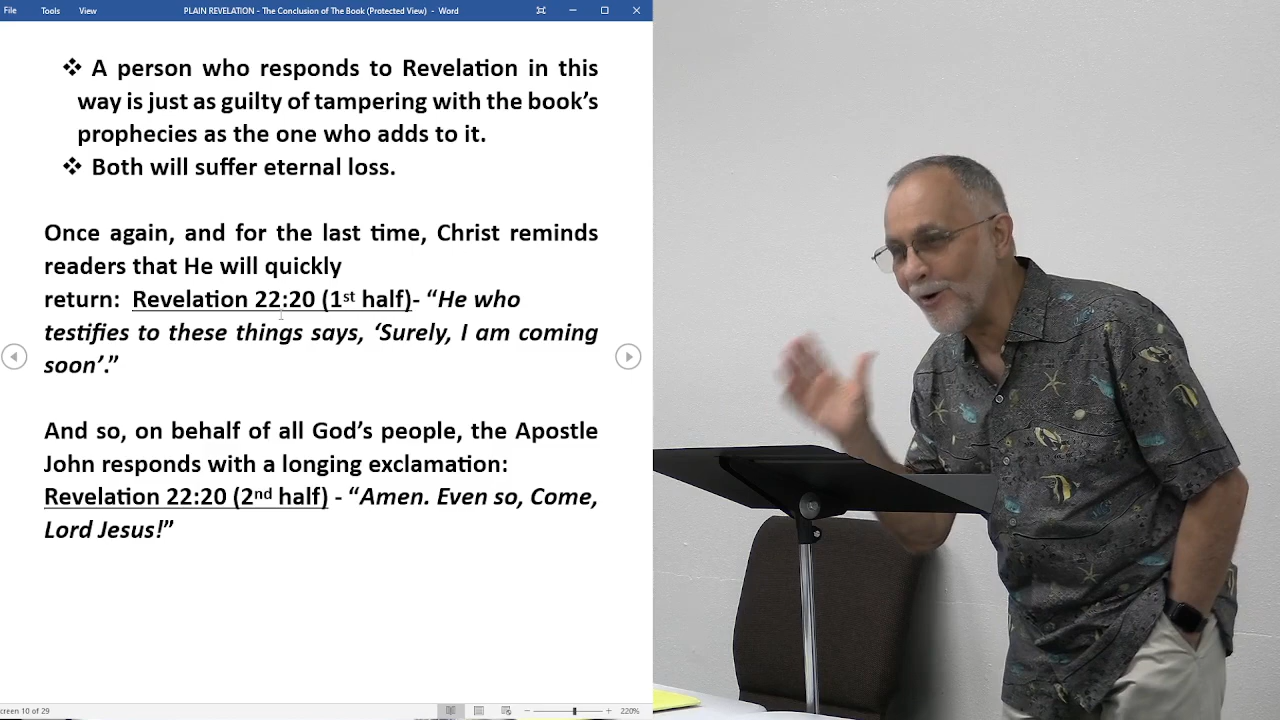 File Tools View PLAIN REVELATION - The Conclusion of The Book (Protected View) - Word
❖ A person who responds to Revelation in this
way is just as guilty of tampering with the book's
prophecies as the one who adds to it.
❖ Both will suffer eternal loss.
Once again, and for the last time, Christ reminds
readers that He will quickly
return: Revelation 22:20 (1st half)- “He who
testifies to these things says, ‘Surely, I am coming
soon’.”
And so, on behalf of all God’s people, the Apostle
John responds with a longing exclamation:
Revelation 22:20 (2nd half) - “Amen. Even so, Come,
Lord Jesus!”
creen 10 of 29 220%